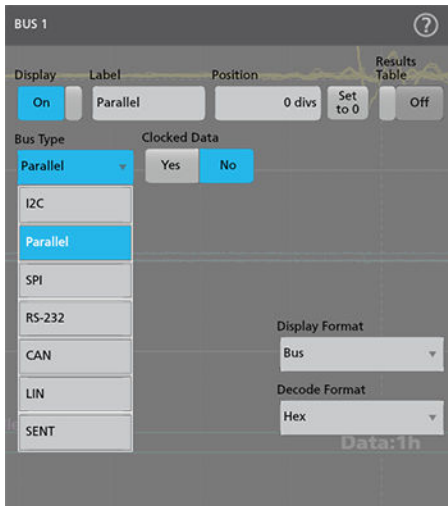 BUS 1
?
Display Label Position Results Table
On Parallel 0 divs Set to 0 Off
Bus Type Clocked Data
Parallel Yes No
I2C
Parallel
SPI
RS-232
CAN
LIN
SENT
Display Format
Bus
Decode Format
Hex
Data:1h